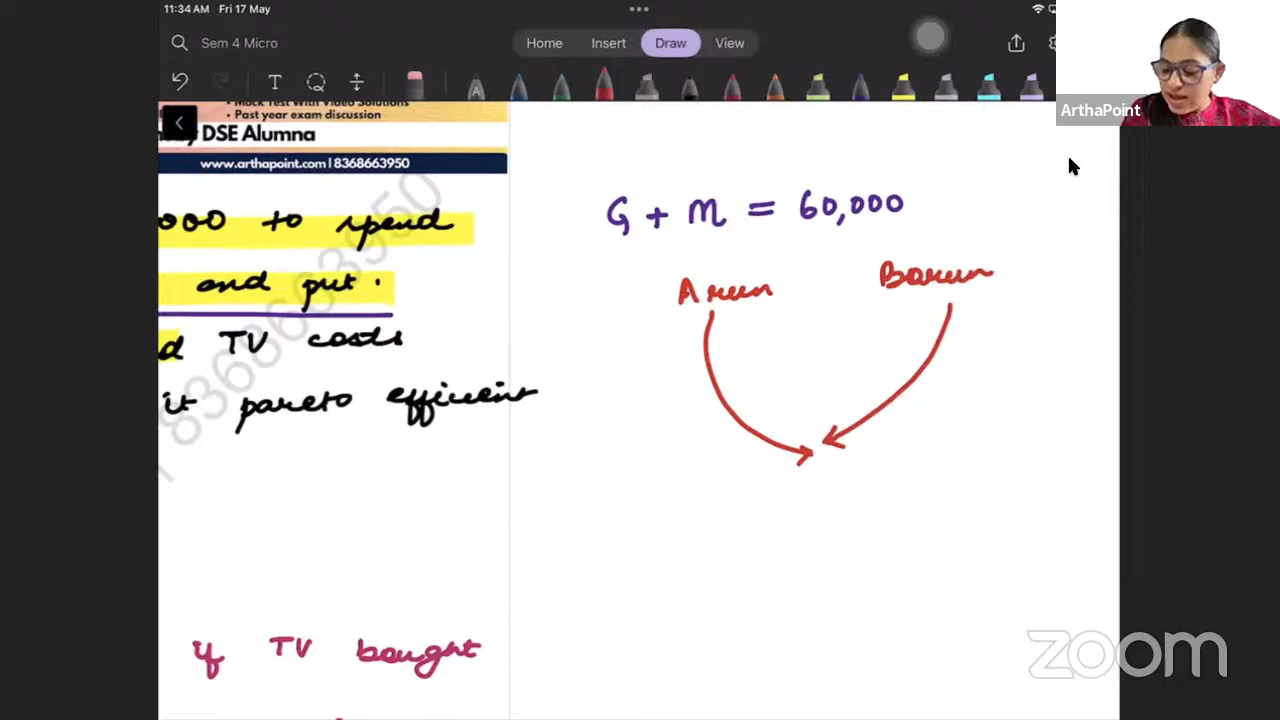 11:34 AM Fri 17 May
Sem 4 Micro
Home Insert Draw View
ArthaPoint
Mock Test With Video Solutions
• Past year exam discussion
DSE Alumna
www.arthapoint.com | 8368663950
000 to spend
and put.
TV costs
it pareto efficient
8368663950
if TV bought
G + M = 60,000
Arun Barun
zoom